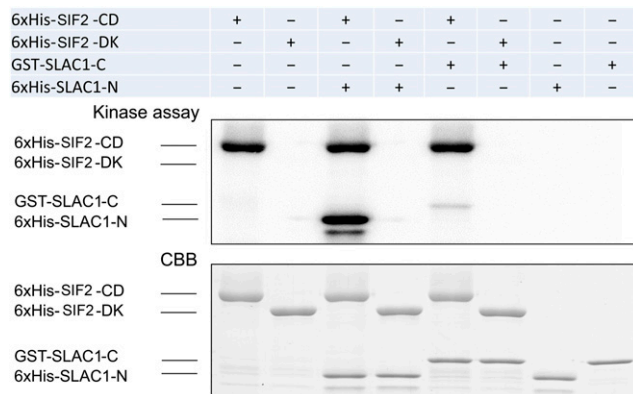 6xHis-SIF2-CD + – + – + – – –
6xHis-SIF2-DK – + – + – + – –
GST-SLAC1-C – – – – + + – +
6xHis-SLAC1-N – – + + – – + –
Kinase assay
6xHis-SIF2-CD
6xHis-SIF2-DK
GST-SLAC1-C
6xHis-SLAC1-N
CBB
6xHis-SIF2-CD
6xHis-SIF2-DK
GST-SLAC1-C
6xHis-SLAC1-N